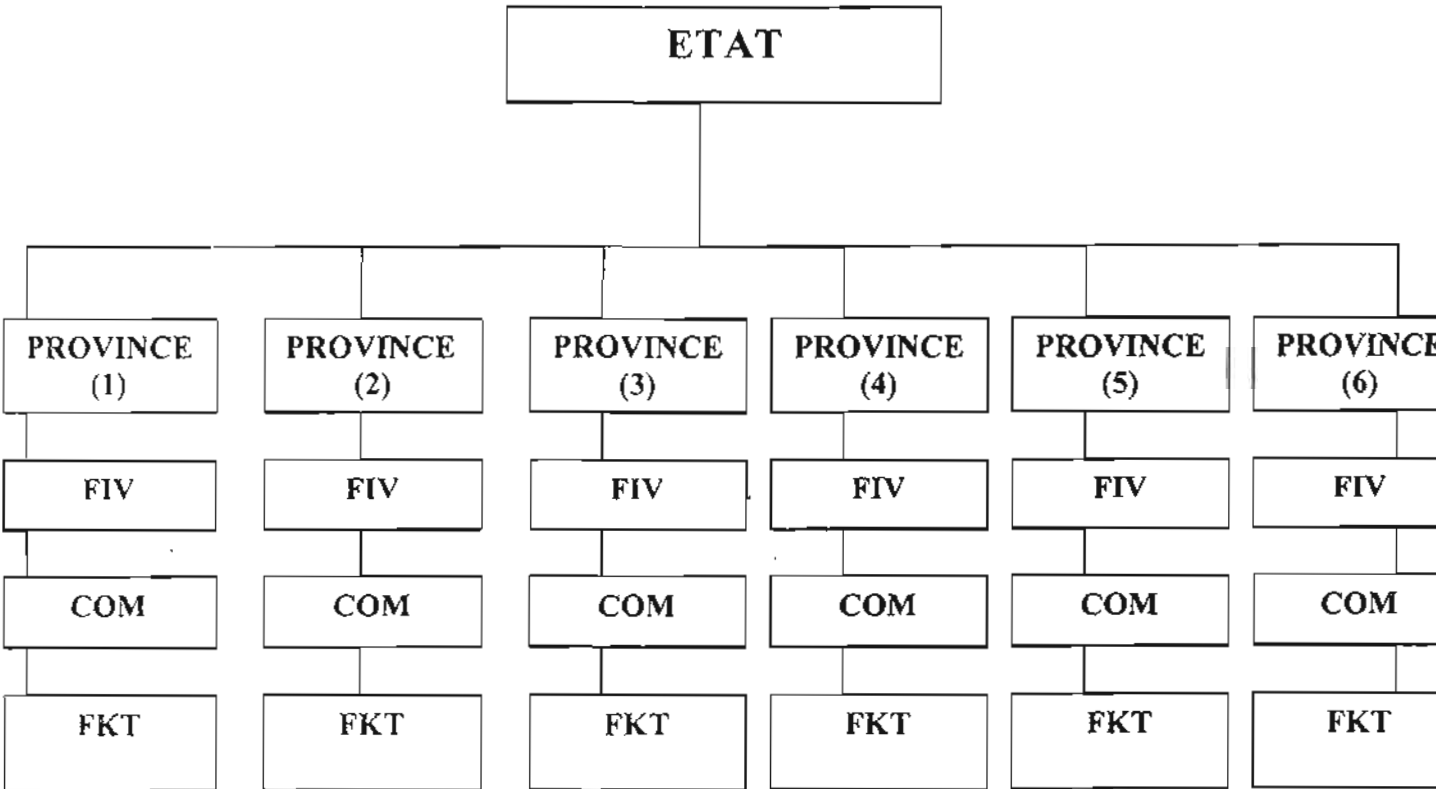 ETAT
PROVINCE
(1)
PROVINCE
(2)
PROVINCE
(3)
PROVINCE
(4)
PROVINCE
(5)
PROVINCE
(6)
FIV
FIV
FIV
FIV
FIV
FIV
COM
COM
COM
COM
COM
COM
FKT
FKT
FKT
FKT
FKT
FKT